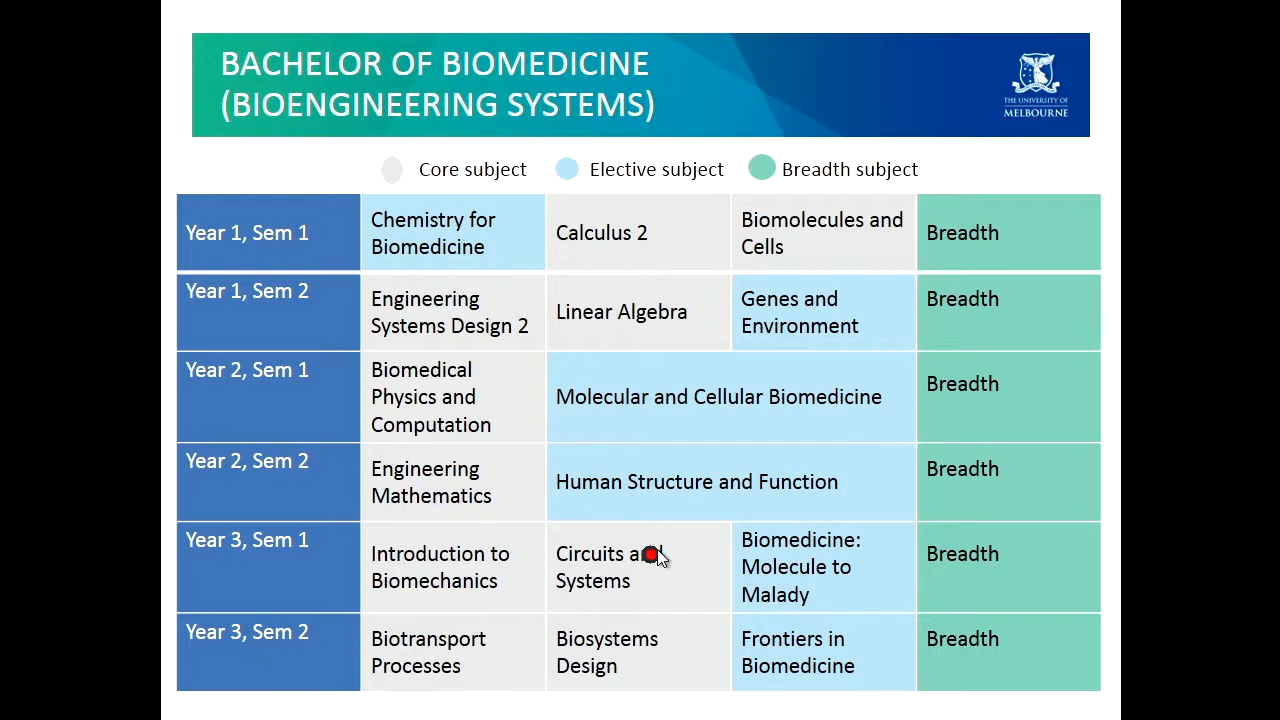 BACHELOR OF BIOMEDICINE
(BIOENGINEERING SYSTEMS)
THE UNIVERSITY OF
MELBOURNE
Core subject
Elective subject
Breadth subject
Year 1, Sem 1
Chemistry for
Biomedicine
Calculus 2
Biomolecules and
Cells
Breadth
Year 1, Sem 2
Engineering
Systems Design 2
Linear Algebra
Genes and
Environment
Breadth
Year 2, Sem 1
Biomedical
Physics and
Computation
Molecular and Cellular Biomedicine
Breadth
Year 2, Sem 2
Engineering
Mathematics
Human Structure and Function
Breadth
Year 3, Sem 1
Introduction to
Biomechanics
Circuits and
Systems
Biomedicine:
Molecule to
Malady
Breadth
Year 3, Sem 2
Biotransport
Processes
Biosystems
Design
Frontiers in
Biomedicine
Breadth